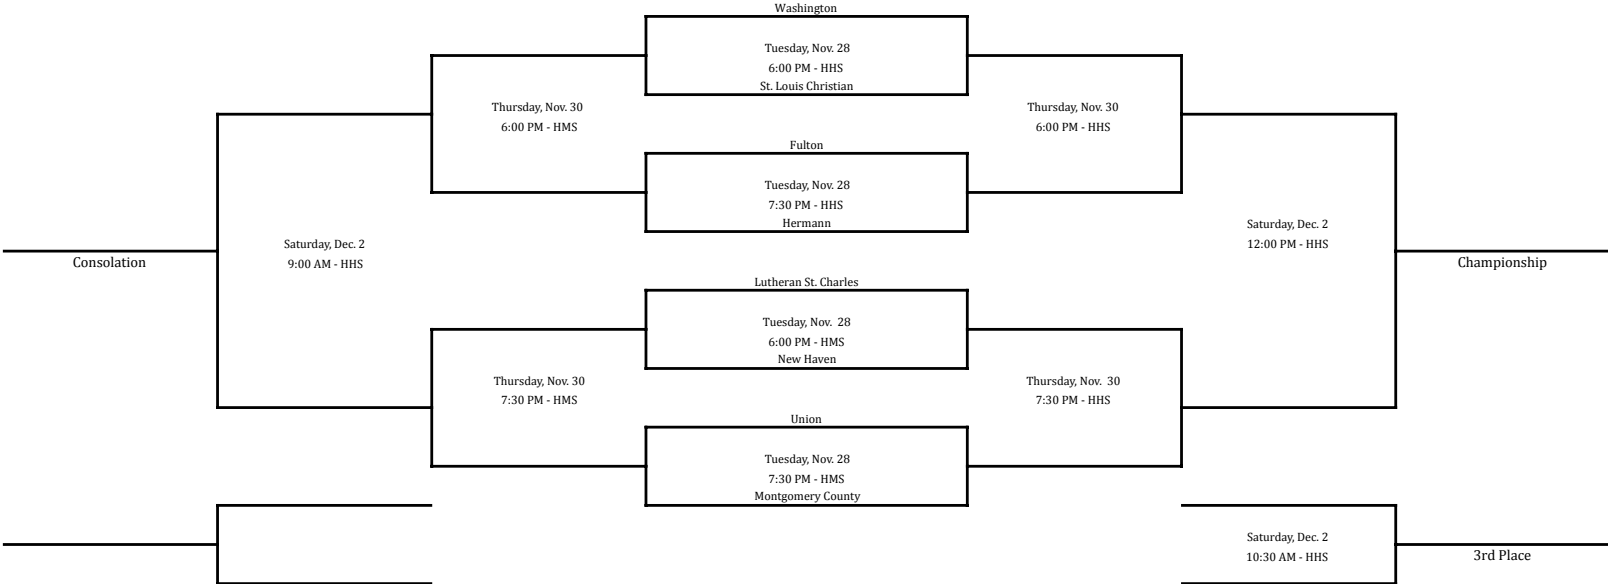 Washington
Tuesday, Nov. 28
6:00 PM - HHS
St. Louis Christian
Thursday, Nov. 30
6:00 PM - HMS
Thursday, Nov. 30
6:00 PM - HHS
Fulton
Tuesday, Nov. 28
7:30 PM - HHS
Hermann
Saturday, Dec. 2
9:00 AM - HHS
Saturday, Dec. 2
12:00 PM - HHS
Consolation
Championship
Lutheran St. Charles
Tuesday, Nov.  28
6:00 PM - HMS
New Haven
Thursday, Nov. 30
7:30 PM - HMS
Thursday, Nov.  30
7:30 PM - HHS
Union
Tuesday, Nov. 28
7:30 PM - HMS
Montgomery County
Saturday, Dec. 2
10:30 AM - HHS
3rd Place